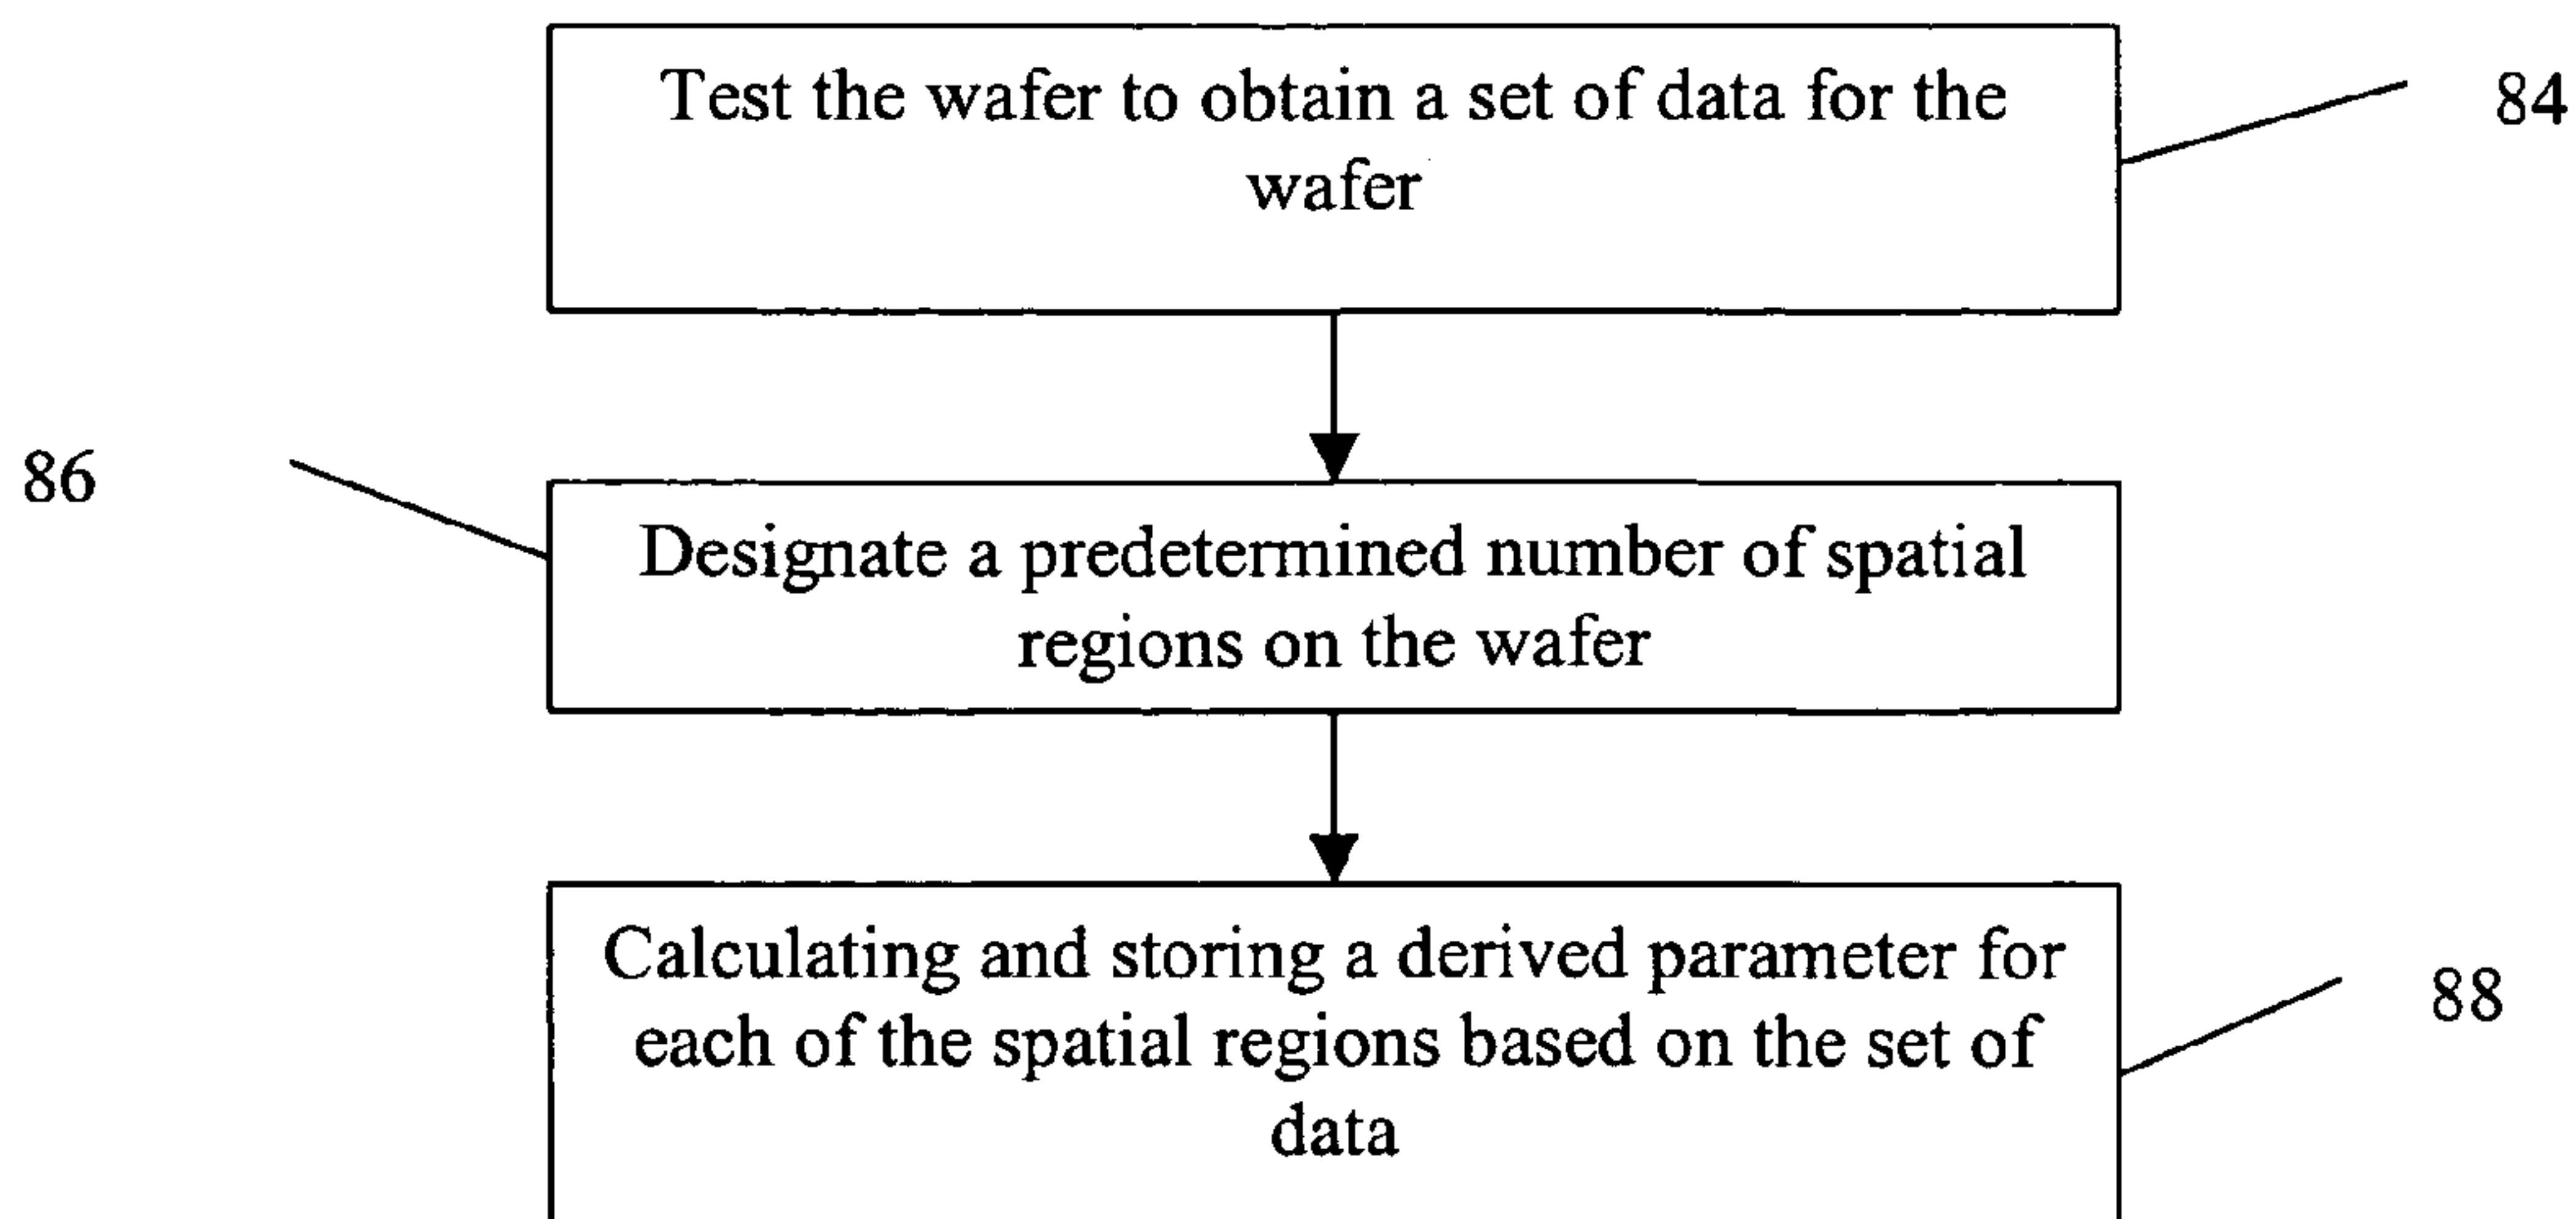 Test the wafer to obtain a set of data for the
wafer
84
86
Designate a predetermined number of spatial
regions on the wafer
Calculating and storing a derived parameter for
each of the spatial regions based on the set of
data
88